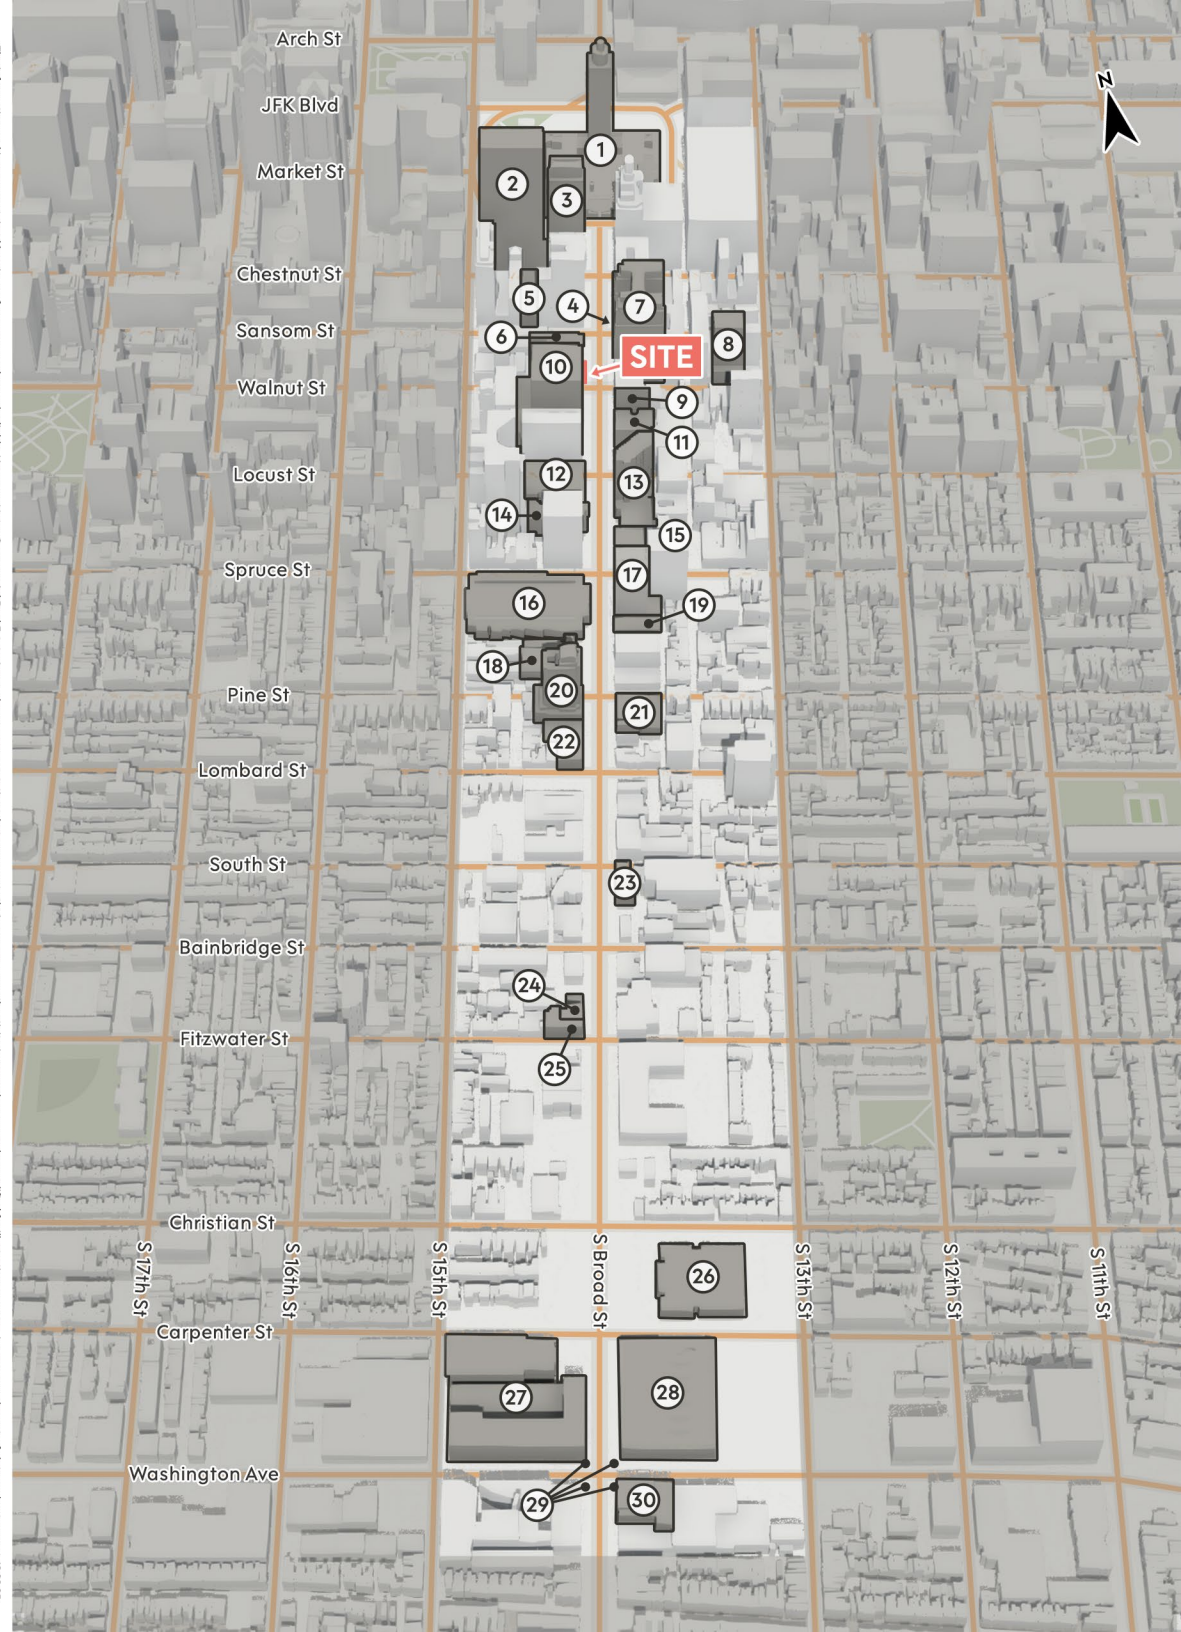 Arch St
N
JFK Blvd
1
Market St
2
3
Chestnut St
5
4
7
Sansom St
6
8
SITE
10
Walnut St
9
11
Locust St
12
13
14
15
Spruce St
17
16
19
18
Pine St
20
21
22
Lombard St
South St
23
Bainbridge St
24
Fitzwater St
25
Christian St
S 17th St
S 16th St
S 15th St
S Broad St
S 13th St
S 12th St
S 11th St
26
Carpenter St
27
28
Washington Ave
29
30